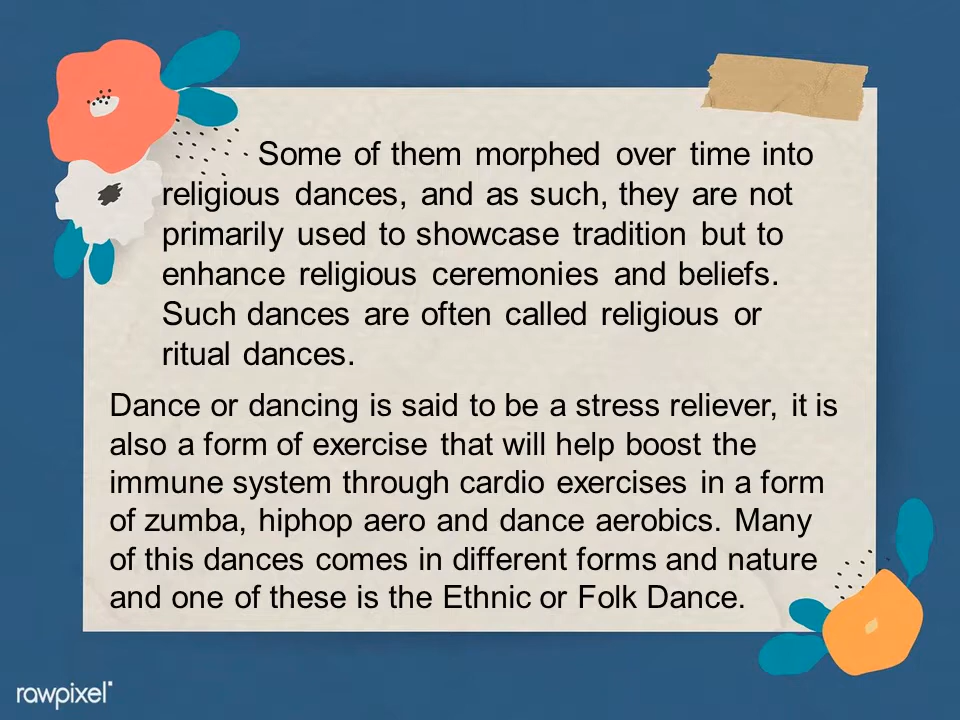 Some of them morphed over time into
religious dances, and as such, they are not
primarily used to showcase tradition but to
enhance religious ceremonies and beliefs.
Such dances are often called religious or
ritual dances.
Dance or dancing is said to be a stress reliever, it is
also a form of exercise that will help boost the
immune system through cardio exercises in a form
of zumba, hiphop aero and dance aerobics. Many
of this dances comes in different forms and nature
and one of these is the Ethnic or Folk Dance.
rawpixel